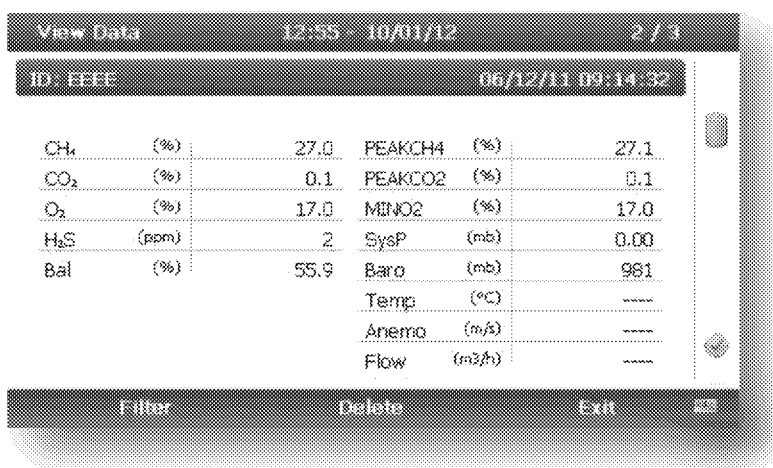 View Data 12:55 - 10/01/12 2 / 3
ID: EEEE 06/12/11 09:14:32
CH₄ (%) 27.0 PEAKCH4 (%) 27.1
CO₂ (%) 0.1 PEAKCO2 (%) 0.1
O₂ (%) 17.0 MINO2 (%) 17.0
H₂S (ppm) 2 SysP (mb) 0.00
Bal (%) 55.9 Baro (mb) 981
Temp (°C) ----
Anemo (m/s) ----
Flow (m3/h) ----
Filter Delete Exit